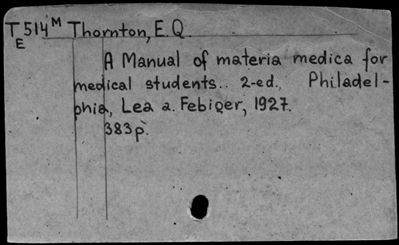 T514M Thornton, E.Q.
E
A Manual of materia medica for
medical students.. 2-ed., Philadel-
phia, Lea a. Febiger, 1927.
383p.